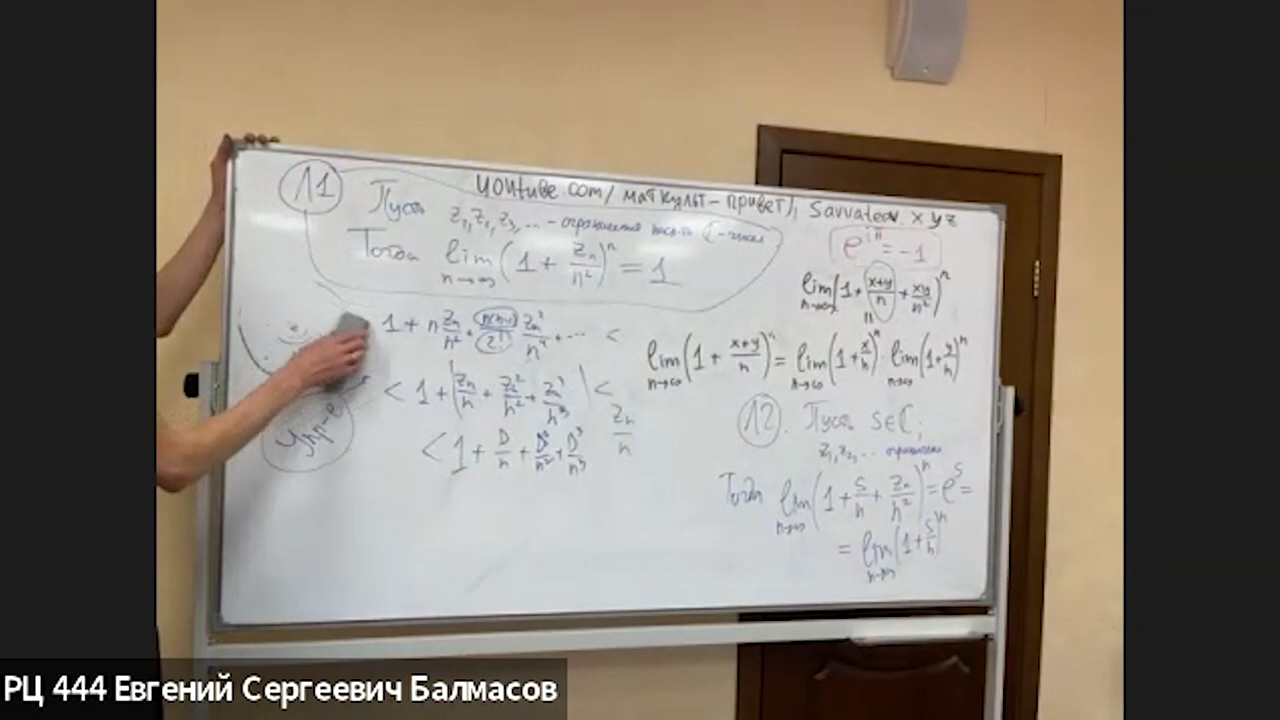 youtube.com/ маткульт-привет), Savvateev.xyz
Л1
Пусть z₁, z₂, z₃, ... - ограниченная посл-ть ℂ-чисел
Тогда lim n→∞ (1 + zₙ/n²)ⁿ = 1
e^{iπ} = -1
lim n→∞ (1 + (x+y)/n + xy/n²)ⁿ
1 + n zₙ/n² + n(n-1)/2! zₙ²/n⁴ + ... <
< 1 + | zₙ/n + zₙ²/n² + zₙ³/n³ | <
zₙ/n
< 1 + D/n + D²/n² + D³/n³
Упр-е
lim n→∞ (1 + (x+y)/n)ⁿ = lim n→∞ (1 + x/n)ⁿ · lim n→∞ (1 + y/n)ⁿ
Л2. Пусть s∈ℂ;
z₁, z₂, ... ограничена
Тогда lim n→∞ (1 + s/n + zₙ/n²)ⁿ = e^s =
= lim n→∞ (1 + s/n)ⁿ
РЦ 444 Евгений Сергеевич Балмасов